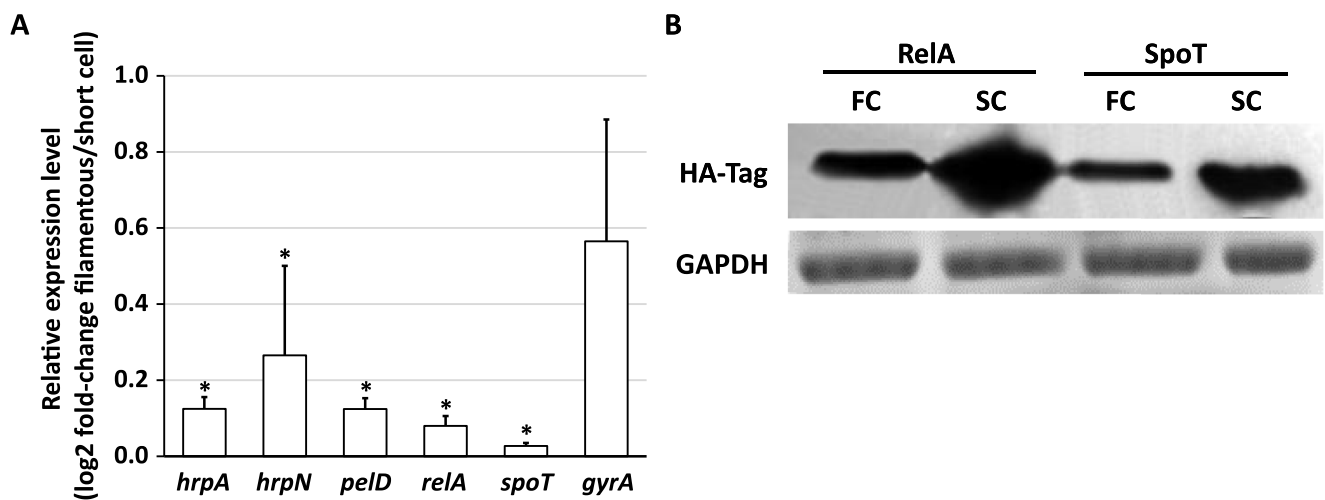 A
Relative expression level
(log2 fold-change filamentous/short cell)
1.0
0.8
0.6
0.4
0.2
0.0
* * * * *
hrpA hrpN pelD relA spoT gyrA
B
RelA SpoT
FC SC FC SC
HA-Tag
GAPDH